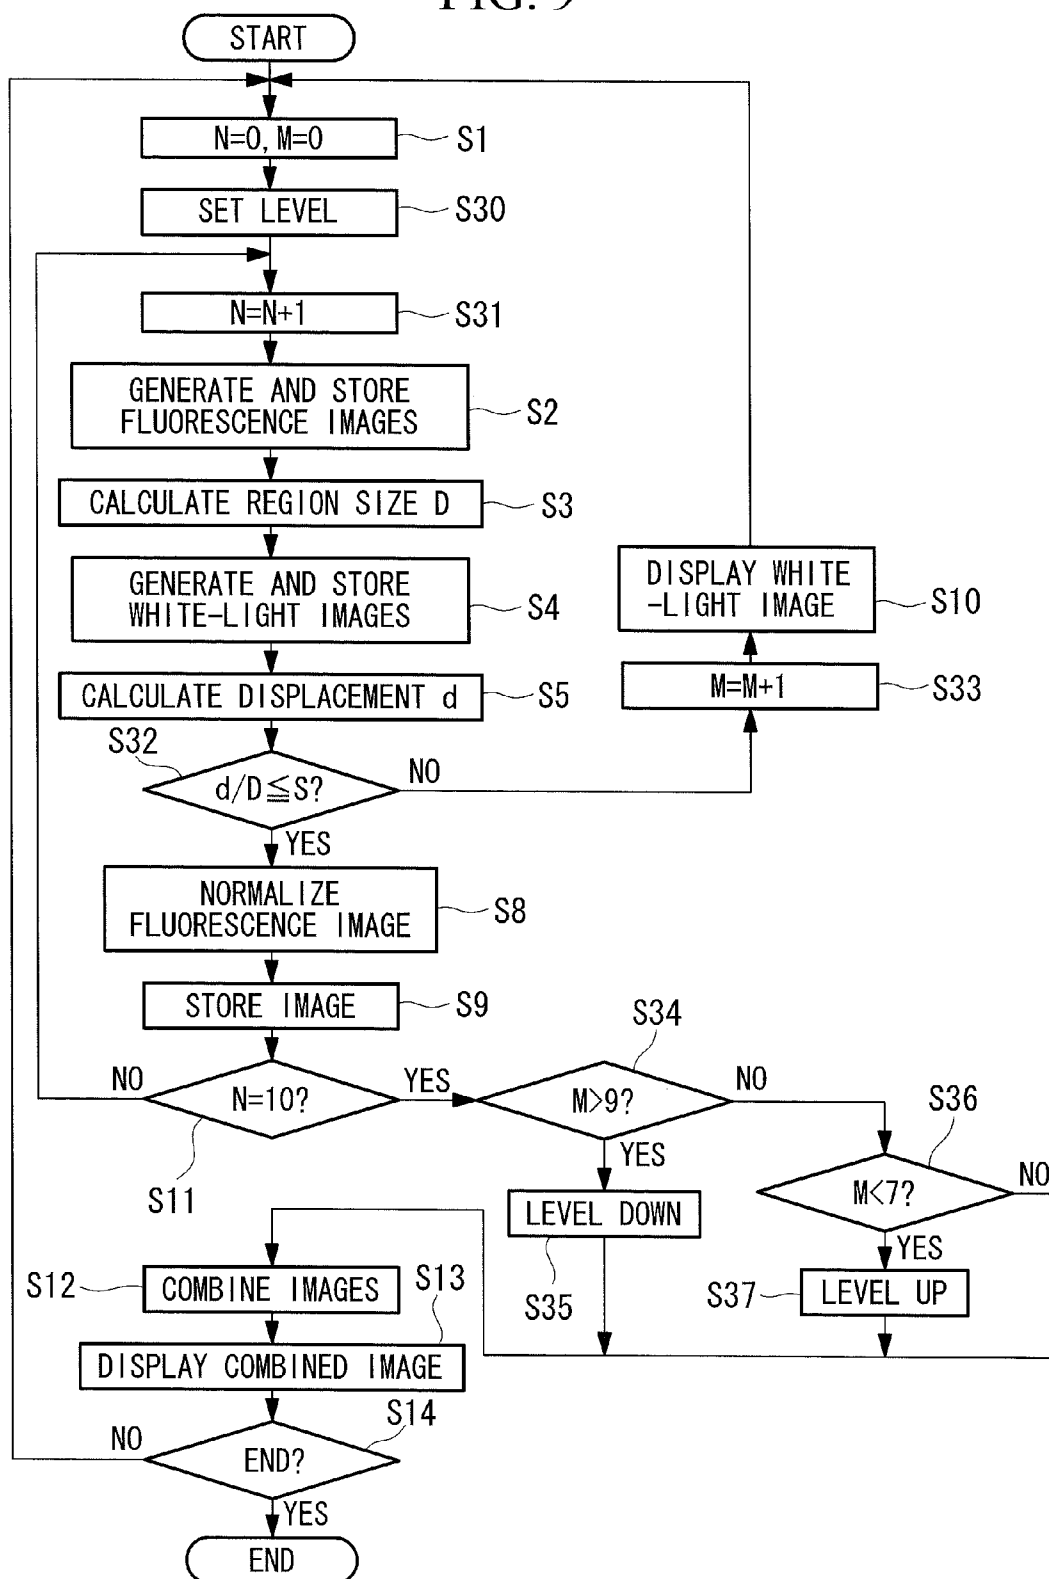 FIG. 9
START
N=0, M=0
S1
SET LEVEL
S30
N=N+1
S31
GENERATE AND STORE
FLUORESCENCE IMAGES
S2
CALCULATE REGION SIZE D
S3
GENERATE AND STORE
WHITE-LIGHT IMAGES
S4
DISPLAY WHITE
-LIGHT IMAGE
S10
CALCULATE DISPLACEMENT d
S5
M=M+1
S33
S32
d/D≦S?
NO
YES
NORMALIZE
FLUORESCENCE IMAGE
S8
STORE IMAGE
S9
S34
NO
N=10?
YES
M>9?
NO
S36
S11
YES
M<7?
NO
LEVEL DOWN
YES
S12
COMBINE IMAGES
S13
S35
S37
LEVEL UP
DISPLAY COMBINED IMAGE
S14
NO
END?
YES
END